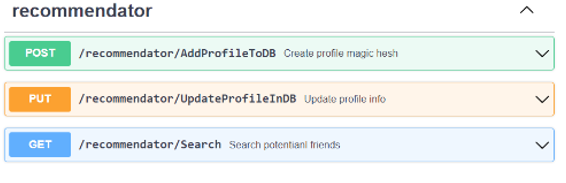 recommendator
POST /recommendator/AddProfileToDB Create profile magic hesh
PUT /recommendator/UpdateProfileInDB Update profile info
GET /recommendator/Search Search potentianl friends